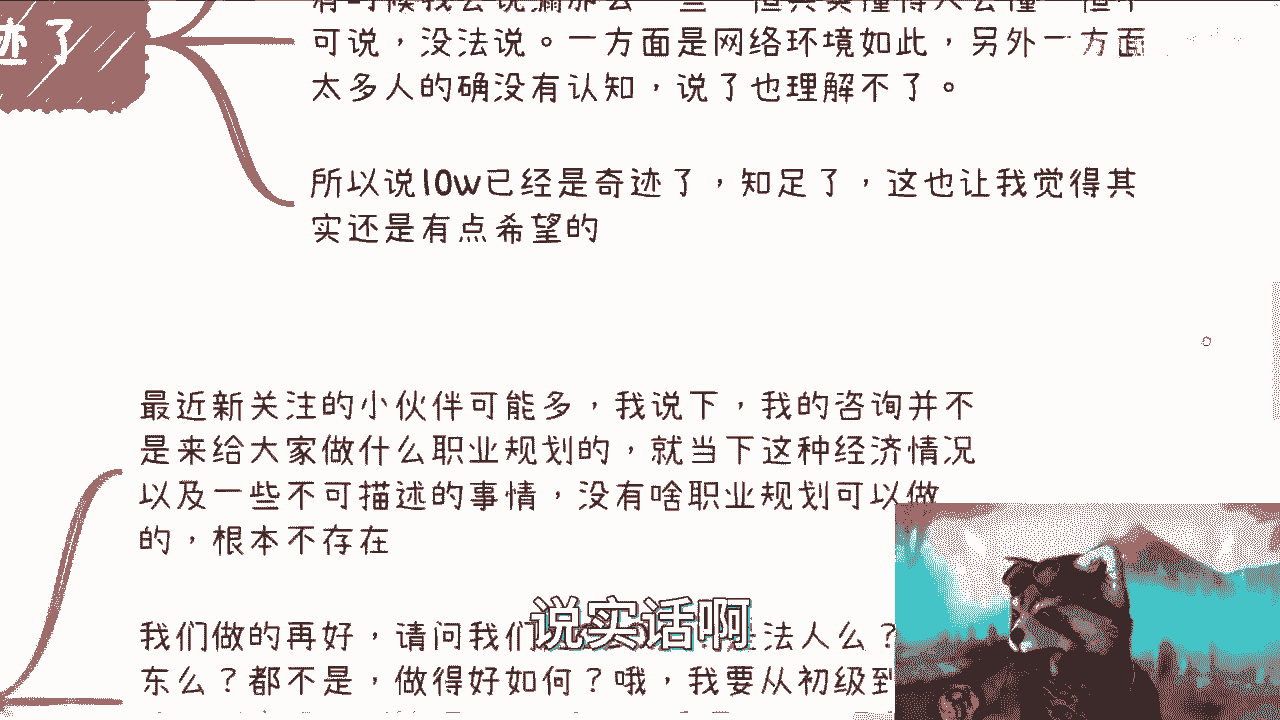 迹了
可说，没法说。一方面是网络环境如此，另外一方面
太多人的确没有认知，说了也理解不了。
所以说low已经是奇迹了，知足了，这也让我觉得其
实还是有点希望的
最近新关注的小伙伴可能多，我说下，我的咨询并不
是来给大家做什么职业规划的，就当下这种经济情况
以及一些不可描述的事情，没有啥职业规划可以做
的，根本不存在
我们做的再好，请问我们 法人么？
东么？都不是，做得好如何？哦，我要从初级到
说实话啊